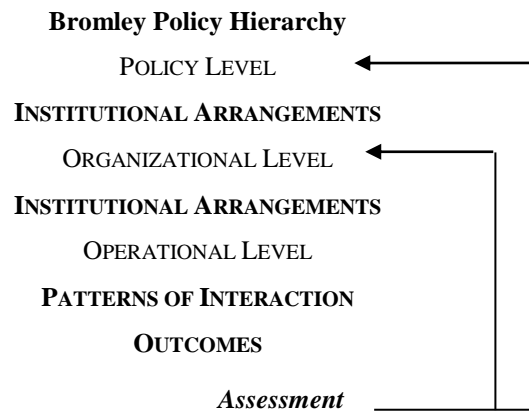 Bromley Policy Hierarchy
POLICY LEVEL
INSTITUTIONAL ARRANGEMENTS
ORGANIZATIONAL LEVEL
INSTITUTIONAL ARRANGEMENTS
OPERATIONAL LEVEL
PATTERNS OF INTERACTION
OUTCOMES
Assessment